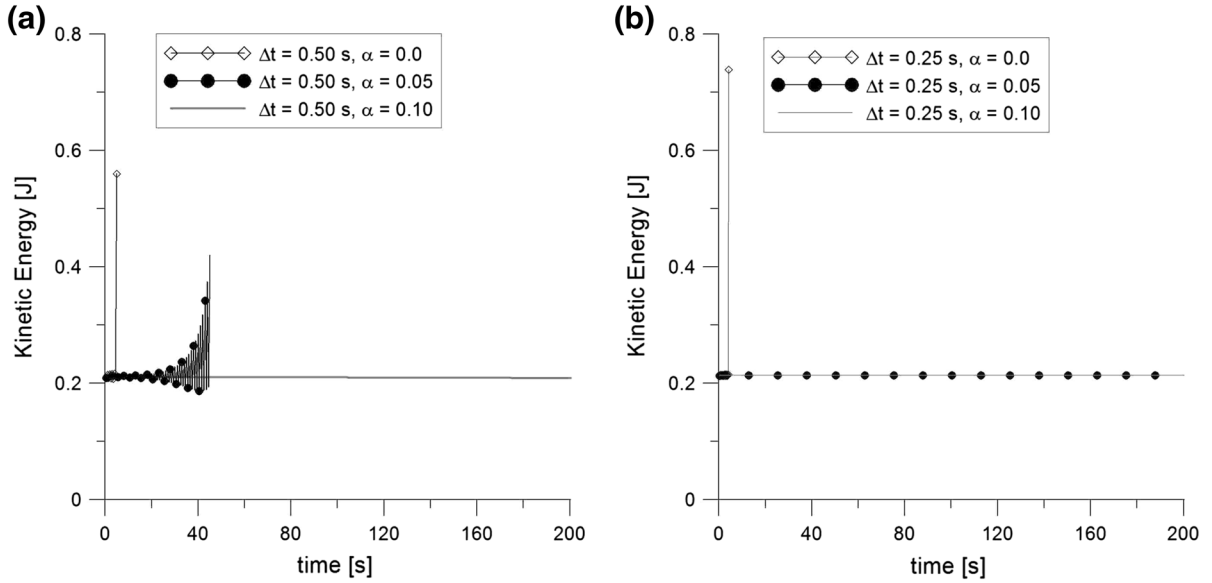 (a)
0.8
0.6
0.4
0.2
0
Kinetic Energy [J]
Δt = 0.50 s, α = 0.0
Δt = 0.50 s, α = 0.05
Δt = 0.50 s, α = 0.10
0 40 80 120 160 200
time [s]
(b)
0.8
0.6
0.4
0.2
0
Kinetic Energy [J]
Δt = 0.25 s, α = 0.0
Δt = 0.25 s, α = 0.05
Δt = 0.25 s, α = 0.10
0 40 80 120 160 200
time [s]